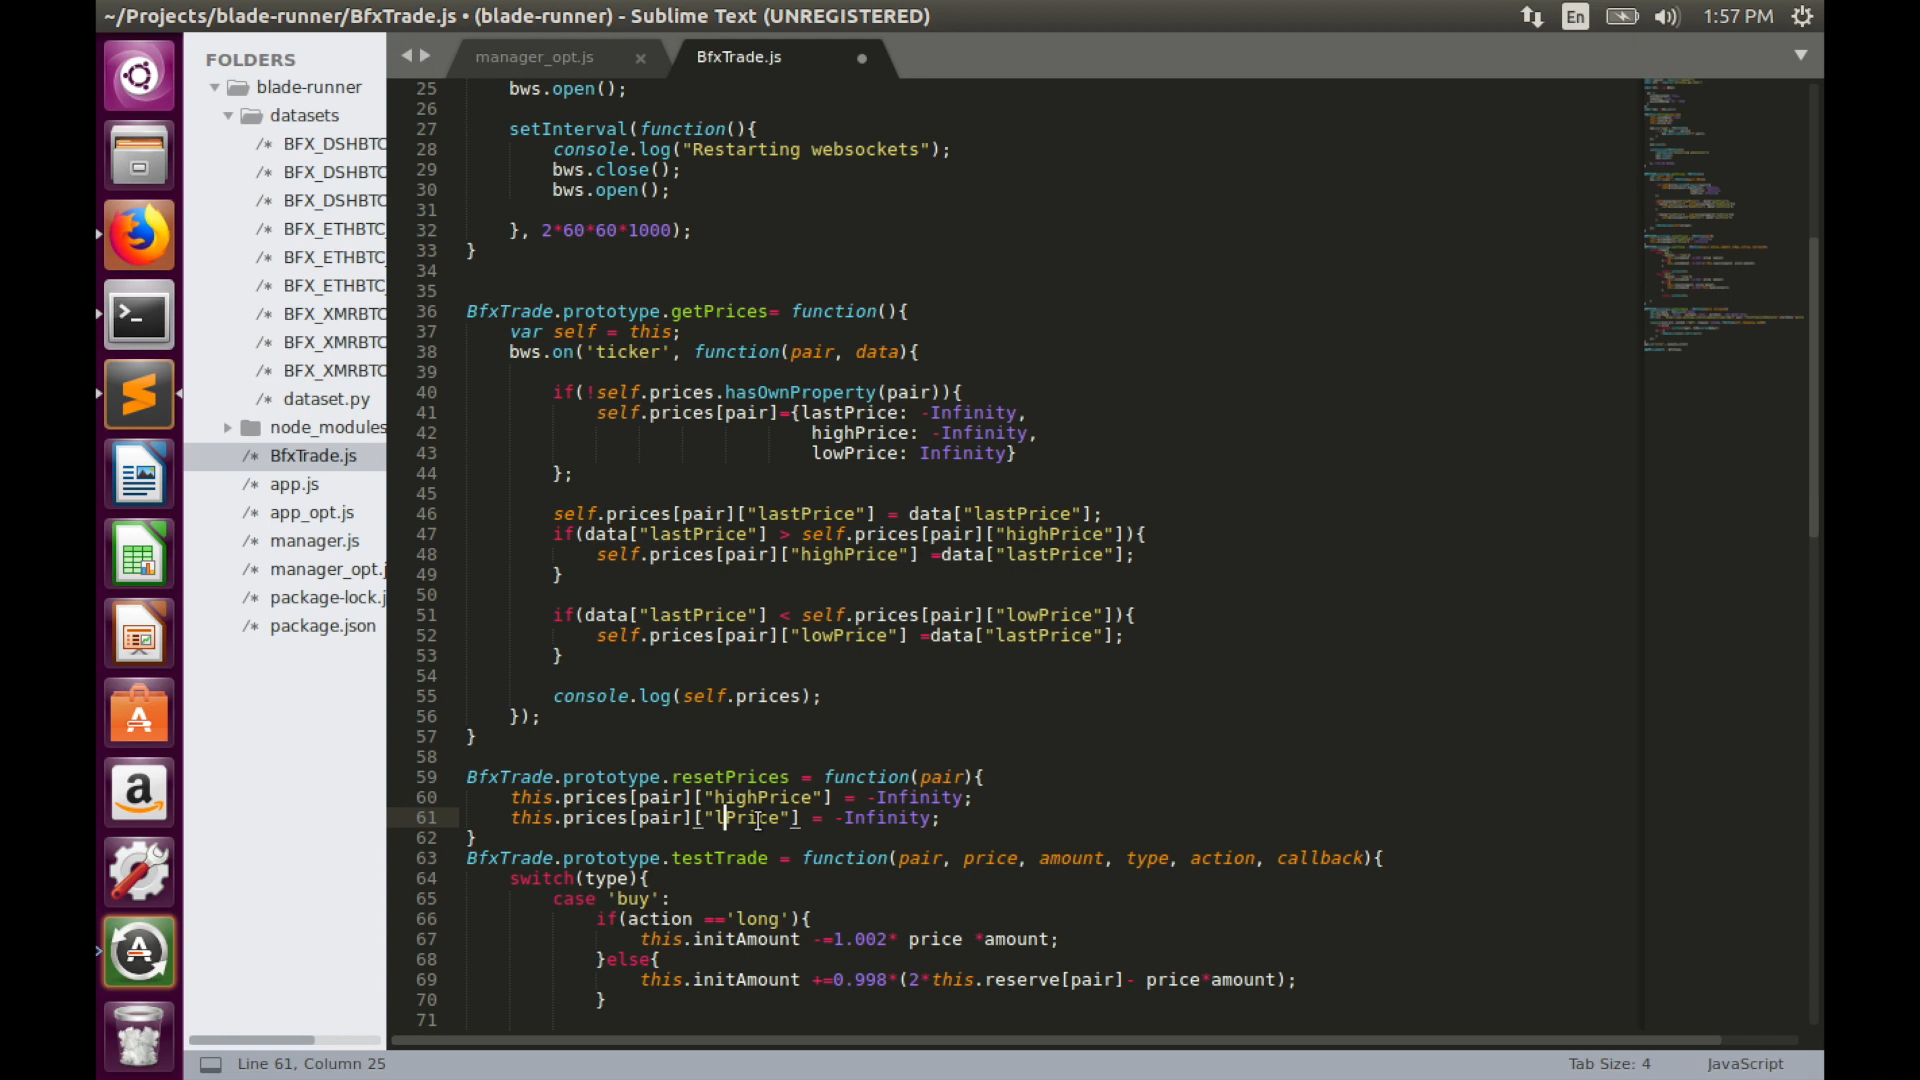 ~/Projects/blade-runner/BfxTrade.js • (blade-runner) - Sublime Text (UNREGISTERED)
En
1:57 PM
FOLDERS
blade-runner
datasets
/* BFX_DSHBTC
/* BFX_DSHBTC
/* BFX_DSHBTC
/* BFX_ETHBTC
/* BFX_ETHBTC
/* BFX_ETHBTC
/* BFX_XMRBTC
/* BFX_XMRBTC
/* BFX_XMRBTC
/* dataset.py
node_modules
/* BfxTrade.js
/* app.js
/* app_opt.js
/* manager.js
/* manager_opt.j
/* package-lock.j
/* package.json
manager_opt.js ×
BfxTrade.js
25 bws.open();
26
27 setInterval(function(){
28 console.log("Restarting websockets");
29 bws.close();
30 bws.open();
31
32 }, 2*60*60*1000);
33 }
34
35
36 BfxTrade.prototype.getPrices= function(){
37 var self = this;
38 bws.on('ticker', function(pair, data){
39
40 if(!self.prices.hasOwnProperty(pair)){
41 self.prices[pair]={lastPrice: -Infinity,
42 highPrice: -Infinity,
43 lowPrice: Infinity}
44 };
45
46 self.prices[pair]["lastPrice"] = data["lastPrice"];
47 if(data["lastPrice"] > self.prices[pair]["highPrice"]){
48 self.prices[pair]["highPrice"] =data["lastPrice"];
49 }
50
51 if(data["lastPrice"] < self.prices[pair]["lowPrice"]){
52 self.prices[pair]["lowPrice"] =data["lastPrice"];
53 }
54
55 console.log(self.prices);
56 });
57 }
58
59 BfxTrade.prototype.resetPrices = function(pair){
60 this.prices[pair]["highPrice"] = -Infinity;
61 this.prices[pair]["lPrice"] = -Infinity;
62 }
63 BfxTrade.prototype.testTrade = function(pair, price, amount, type, action, callback){
64 switch(type){
65 case 'buy':
66 if(action =='long'){
67 this.initAmount -=1.002* price *amount;
68 }else{
69 this.initAmount +=0.998*(2*this.reserve[pair]- price*amount);
70 }
71
Line 61, Column 25
Tab Size: 4
JavaScript